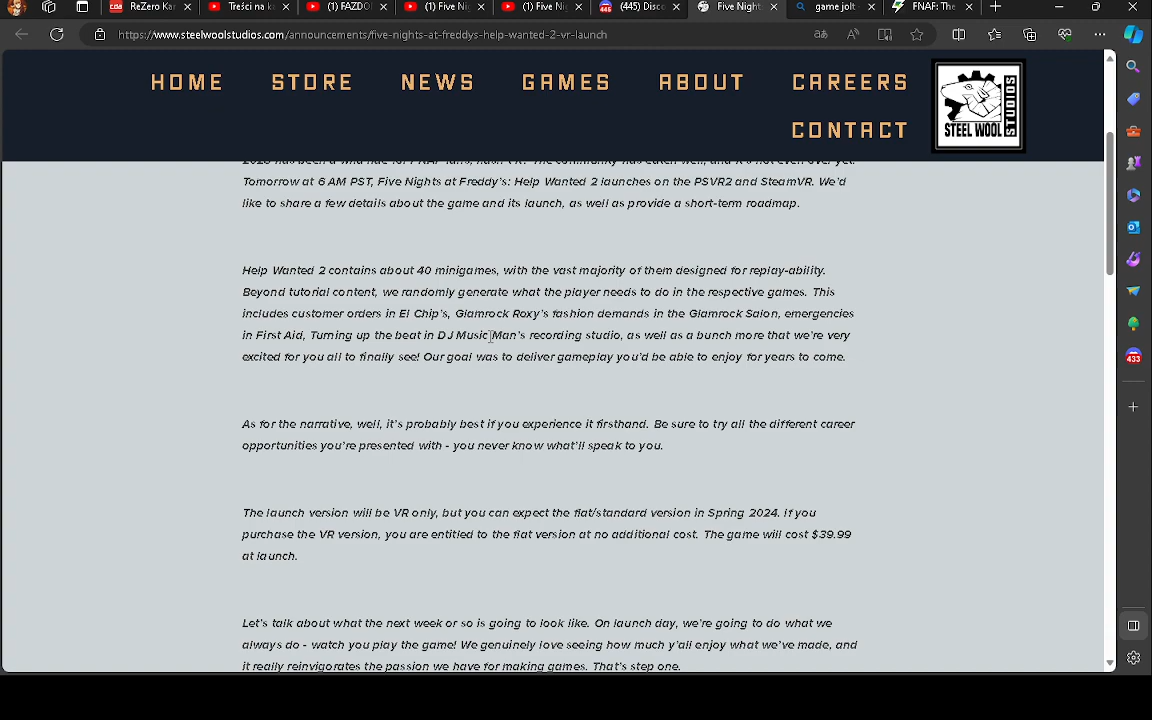 ReZero Kar
Treści na k
(1) FAZDO
(1) Five Ni
(1) Five Ni
(445) Disco
Five Night
game jolt
FNAF: The
https://www.steelwoolstudios.com/announcements/five-nights-at-freddys-help-wanted-2-vr-launch
HOME STORE NEWS GAMES ABOUT CAREERS
CONTACT
STEEL WOOL STUDIOS
Tomorrow at 6 AM PST, Five Nights at Freddy's: Help Wanted 2 launches on the PSVR2 and SteamVR. We'd
like to share a few details about the game and its launch, as well as provide a short-term roadmap.
Help Wanted 2 contains about 40 minigames, with the vast majority of them designed for replay-ability.
Beyond tutorial content, we randomly generate what the player needs to do in the respective games. This
includes customer orders in El Chip's, Glamrock Roxy's fashion demands in the Glamrock Salon, emergencies
in First Aid, Turning up the beat in DJ Music Man's recording studio, as well as a bunch more that we're very
excited for you all to finally see! Our goal was to deliver gameplay you'd be able to enjoy for years to come.
As for the narrative, well, it's probably best if you experience it firsthand. Be sure to try all the different career
opportunities you're presented with - you never know what'll speak to you.
The launch version will be VR only, but you can expect the flat/standard version in Spring 2024. If you
purchase the VR version, you are entitled to the flat version at no additional cost. The game will cost $39.99
at launch.
Let's talk about what the next week or so is going to look like. On launch day, we're going to do what we
always do - watch you play the game! We genuinely love seeing how much y'all enjoy what we've made, and
it really reinvigorates the passion we have for making games. That's step one.
433